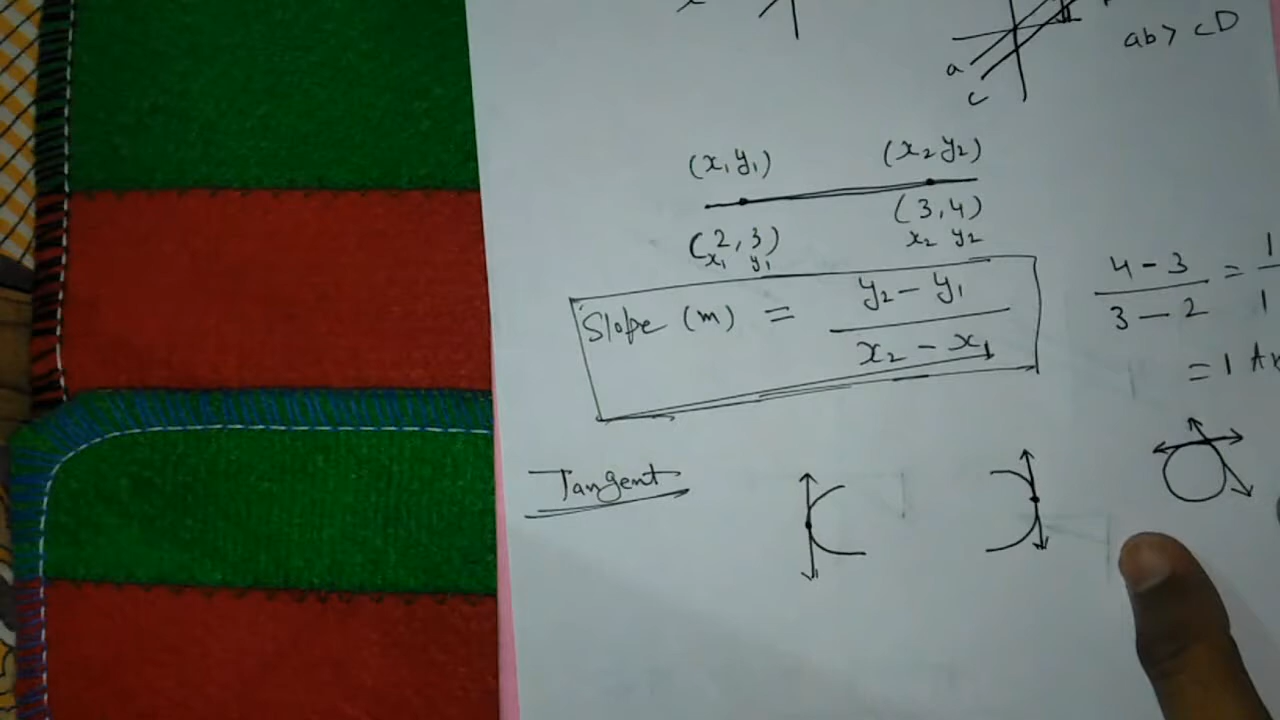 ab > CD
a
c
(x₁ y₁) (x₂ y₂)
(2, 3) (3, 4)
x₁ y₁ x₂ y₂
Slope (m) = y₂ - y₁ / x₂ - x₁
4 - 3 / 3 - 2 = 1 / 1
= 1
Tangent